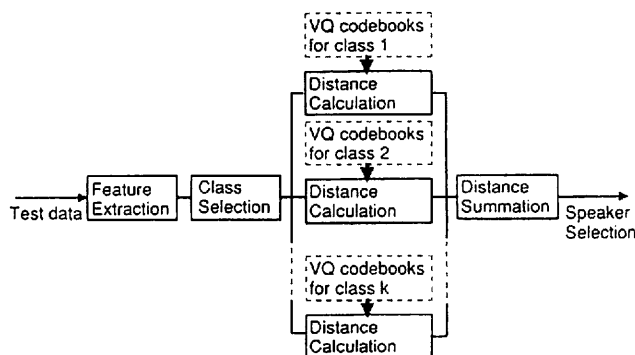 VQ codebooks
for class 1
Distance
Calculation
VQ codebooks
for class 2
Test data
Feature
Extraction
Class
Selection
Distance
Calculation
Distance
Summation
Speaker
Selection
VQ codebooks
for class k
Distance
Calculation